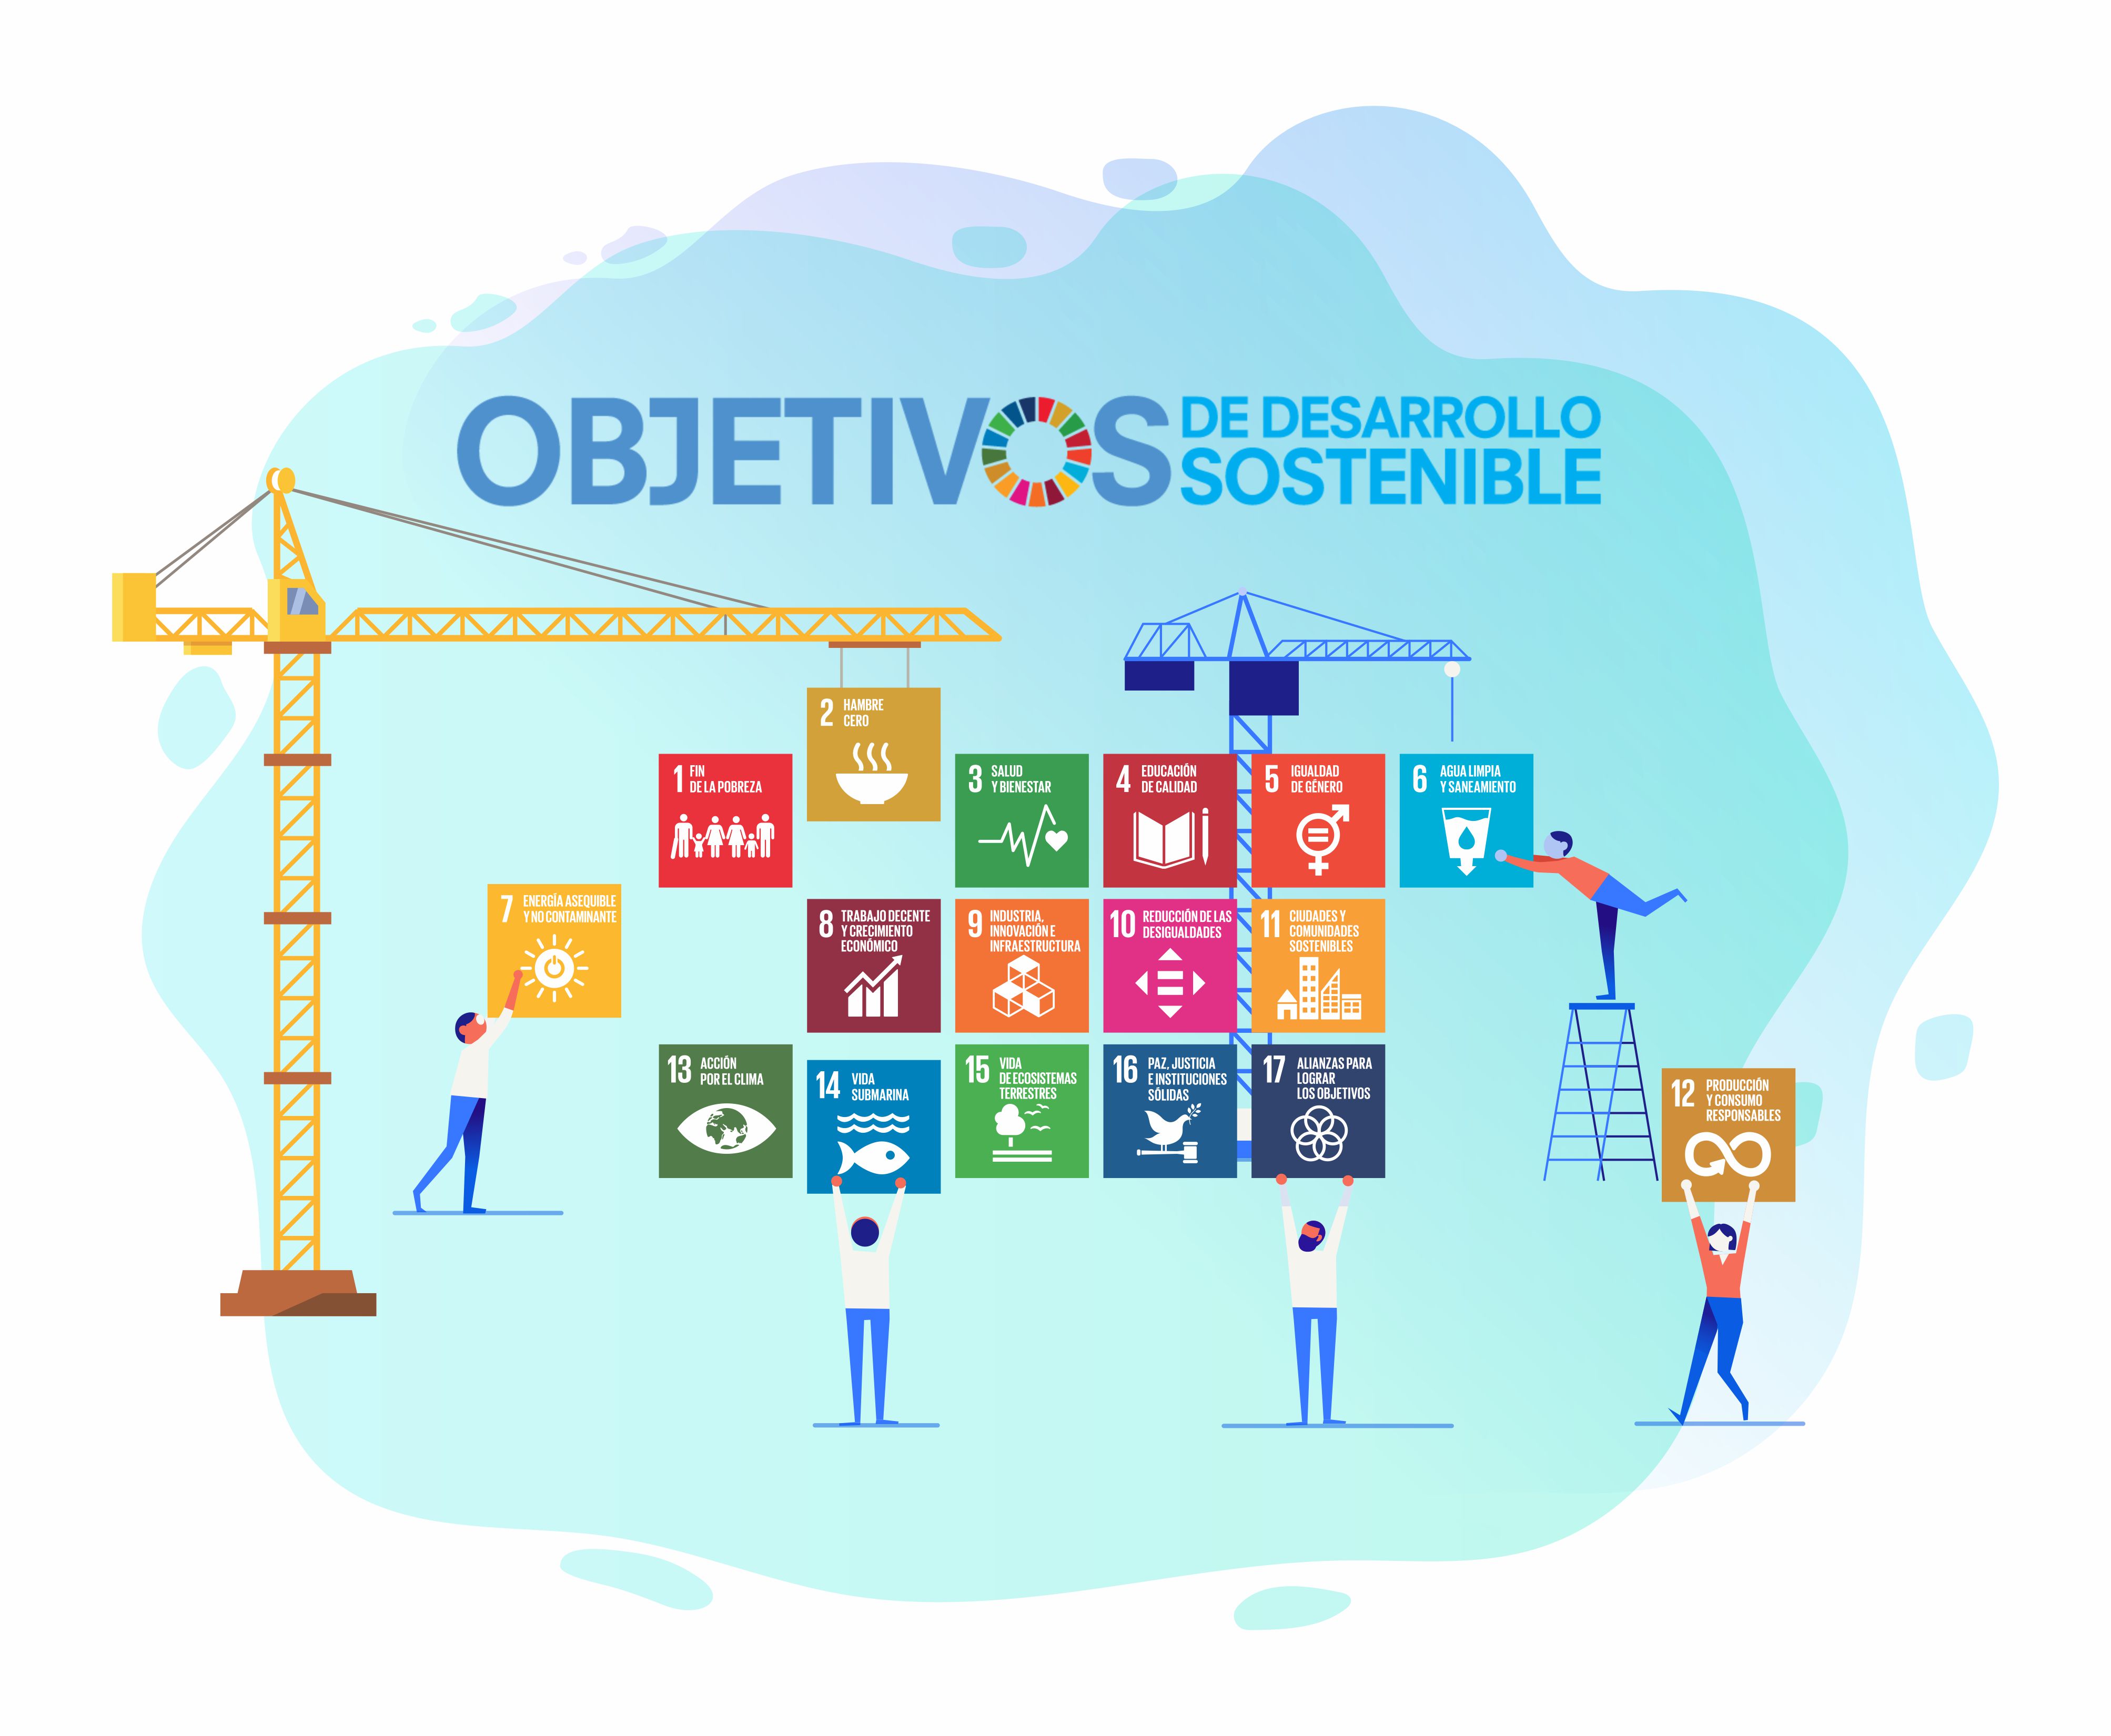 OBJETIVOS
DE DESARROLLO
SOSTENIBLE
1 FIN
DE LA POBREZA
2 HAMBRE
CERO
3 SALUD
Y BIENESTAR
4 EDUCACIÓN
DE CALIDAD
5 IGUALDAD
DE GÉNERO
6 AGUA LIMPIA
Y SANEAMIENTO
7 ENERGÍA ASEQUIBLE
Y NO CONTAMINANTE
8 TRABAJO DECENTE
Y CRECIMIENTO
ECONÓMICO
9 INDUSTRIA,
INNOVACIÓN E
INFRAESTRUCTURA
10 REDUCCIÓN DE LAS
DESIGUALDADES
11 CIUDADES Y
COMUNIDADES
SOSTENIBLES
12 PRODUCCIÓN
Y CONSUMO
RESPONSABLES
13 ACCIÓN
POR EL CLIMA
14 VIDA
SUBMARINA
15 VIDA
DE ECOSISTEMAS
TERRESTRES
16 PAZ, JUSTICIA
E INSTITUCIONES
SÓLIDAS
17 ALIANZAS PARA
LOGRAR
LOS OBJETIVOS